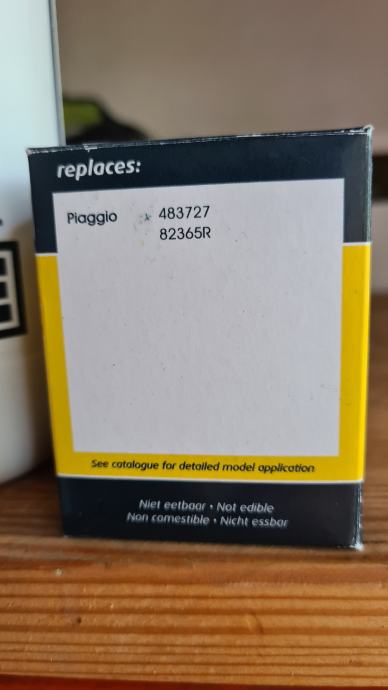 replaces:
Piaggio 483727
82365R
See catalogue for detailed model application
Niet eetbaar • Not edible
Non comestible • Nicht essbar